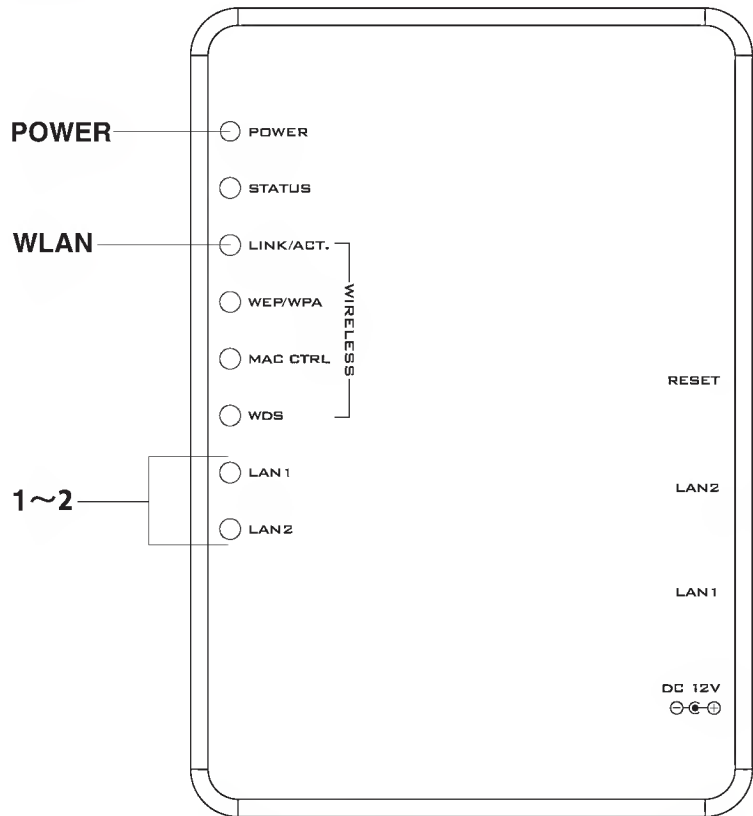 POWER
POWER
STATUS
WLAN
LINK/ACT.
WEP/WPA
WIRELESS
MAC CTRL
WDS
1～2
LAN1
LAN2
RESET
LAN2
LAN1
DC 12V